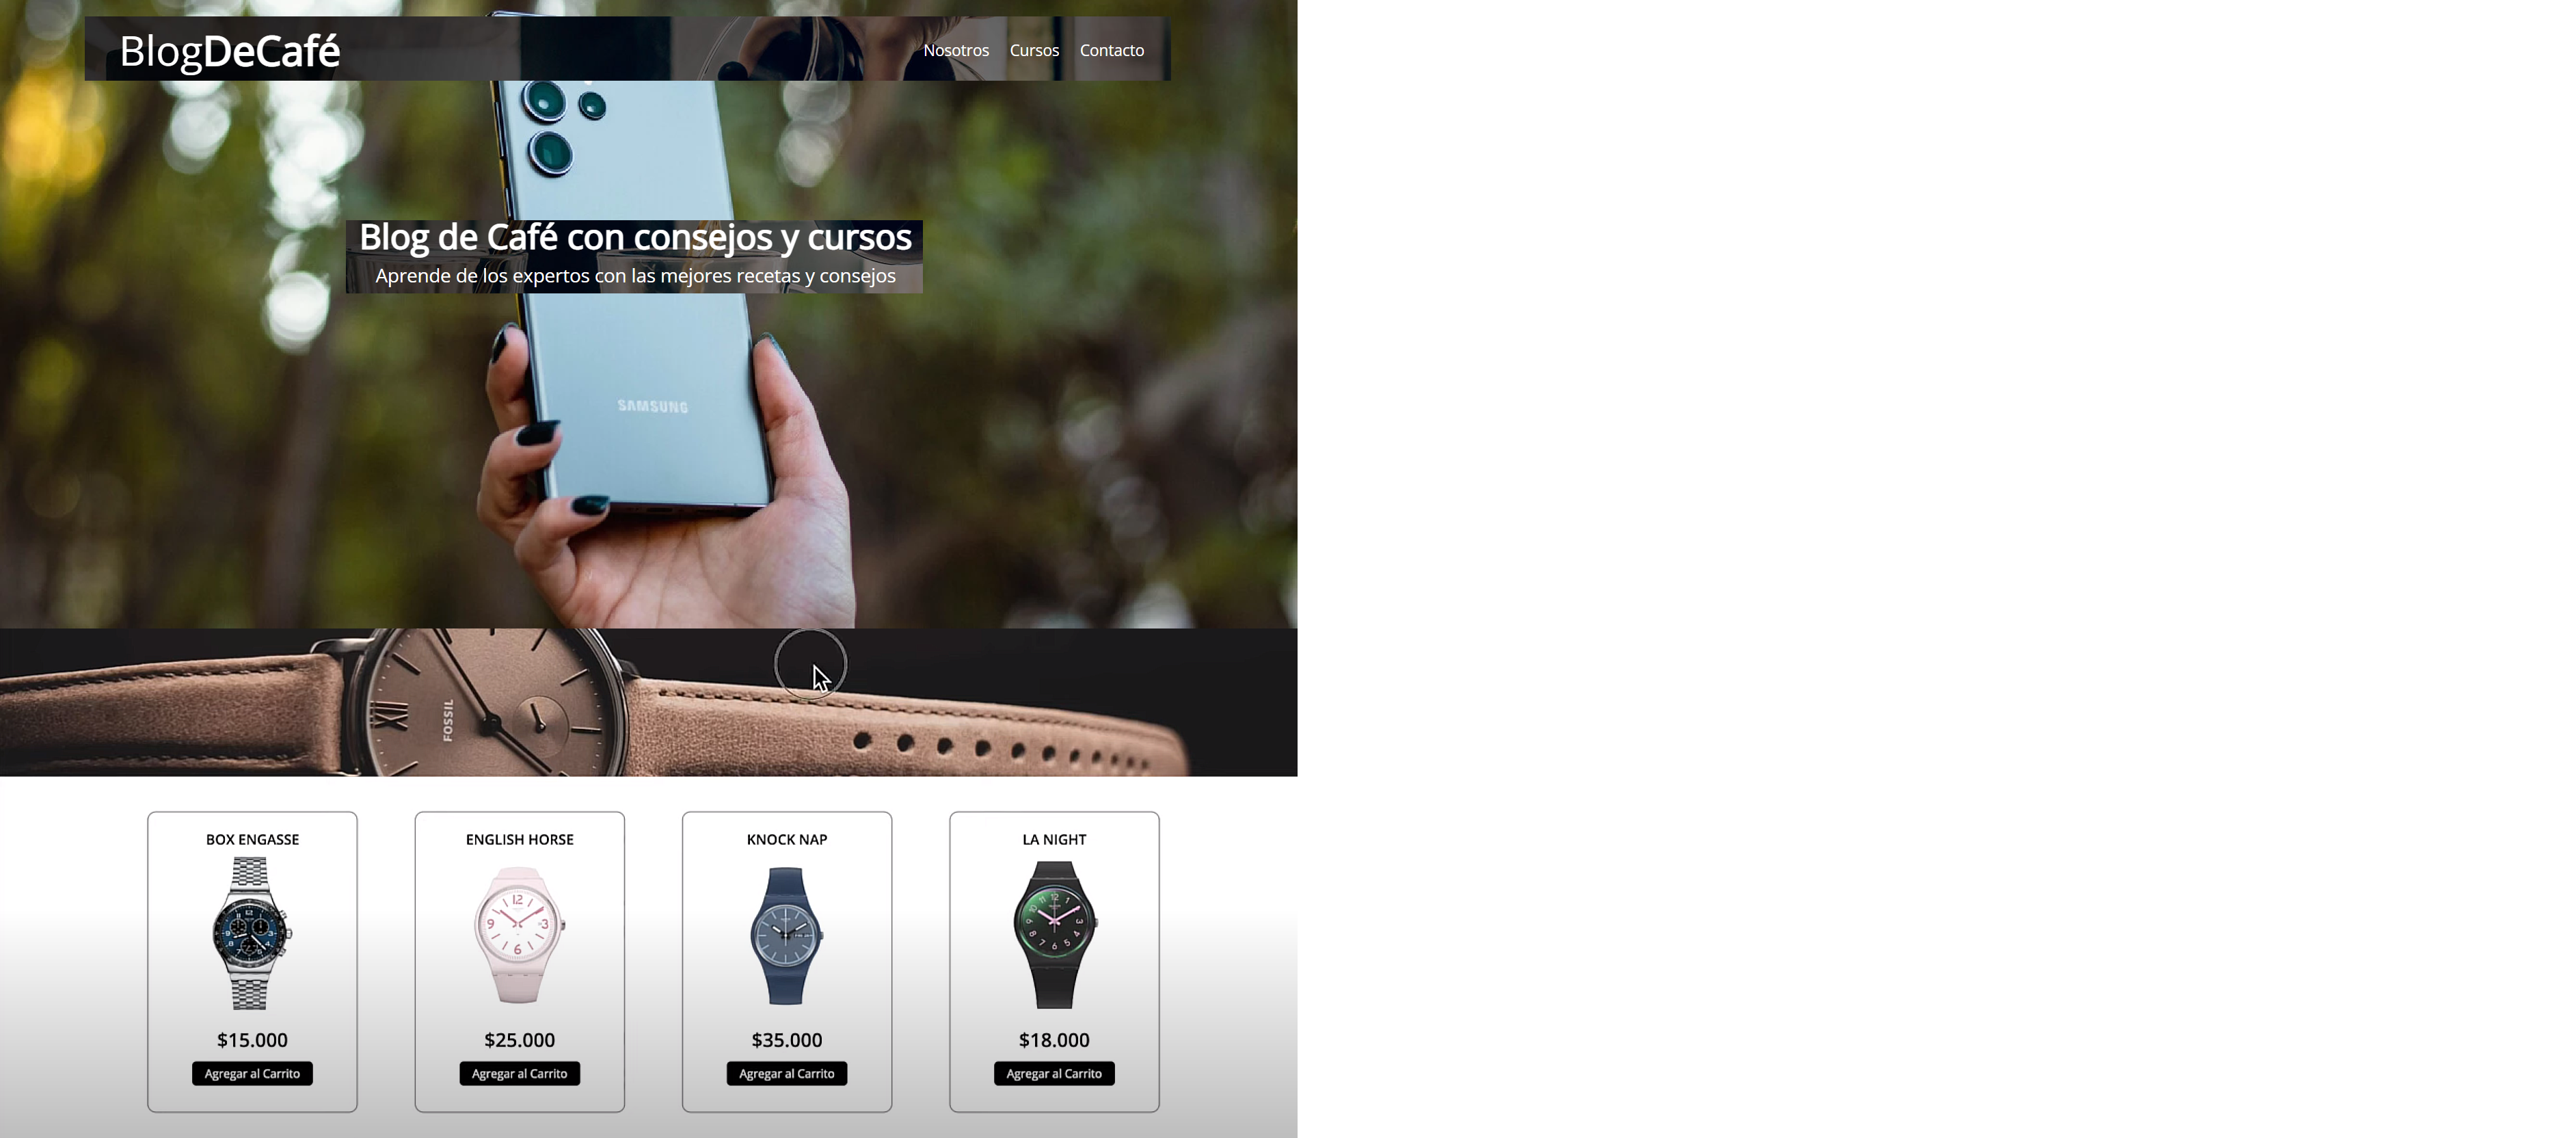 BlogDeCafé
Nosotros Cursos Contacto
Blog de Café con consejos y cursos
Aprende de los expertos con las mejores recetas y consejos
SAMSUNG
FOSSIL
BOX ENGASSE ENGLISH HORSE KNOCK NAP LA NIGHT
$15.000 $25.000 $35.000 $18.000
Agregar al Carrito Agregar al Carrito Agregar al Carrito Agregar al Carrito